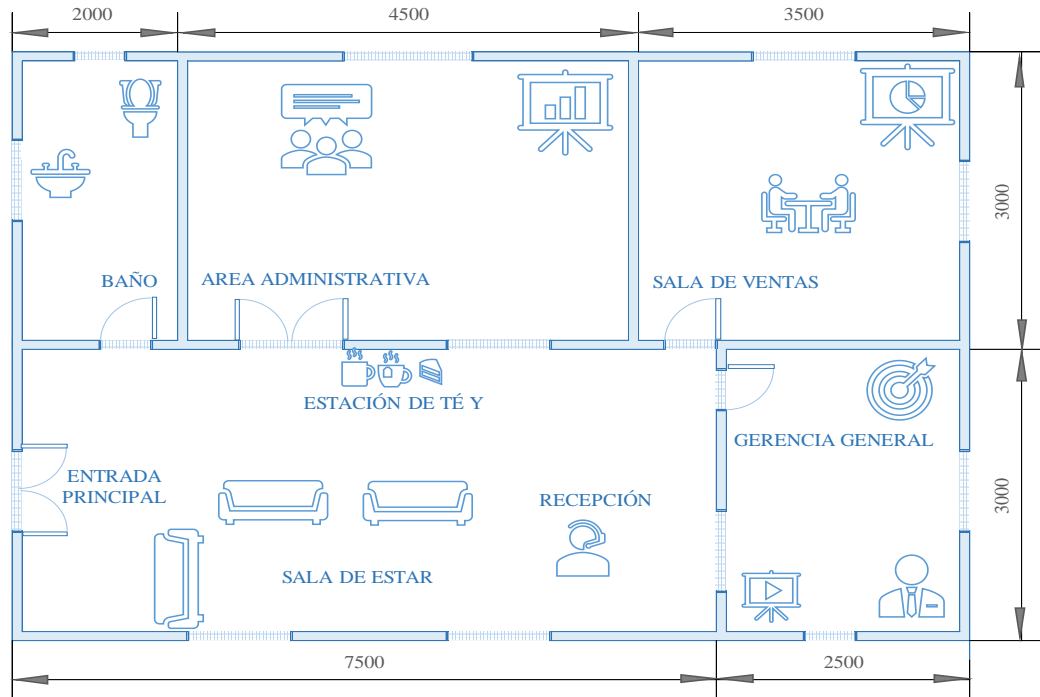 2000
4500
3500
3000
BAÑO
AREA ADMINISTRATIVA
SALA DE VENTAS
ESTACIÓN DE TÉ Y
GERENCIA GENERAL
ENTRADA
PRINCIPAL
RECEPCIÓN
3000
SALA DE ESTAR
7500
2500